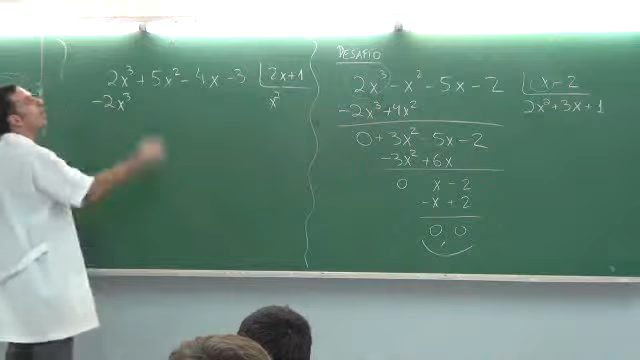 2x³ + 5x² - 4x - 3 | 2x + 1
-2x³ x²
DESAFIO
2x³ - x² - 5x - 2 | x - 2
-2x³ + 4x² 2x² + 3x + 1
0 + 3x² 5x - 2
-3x² + 6x
0 x - 2
-x + 2
0 0